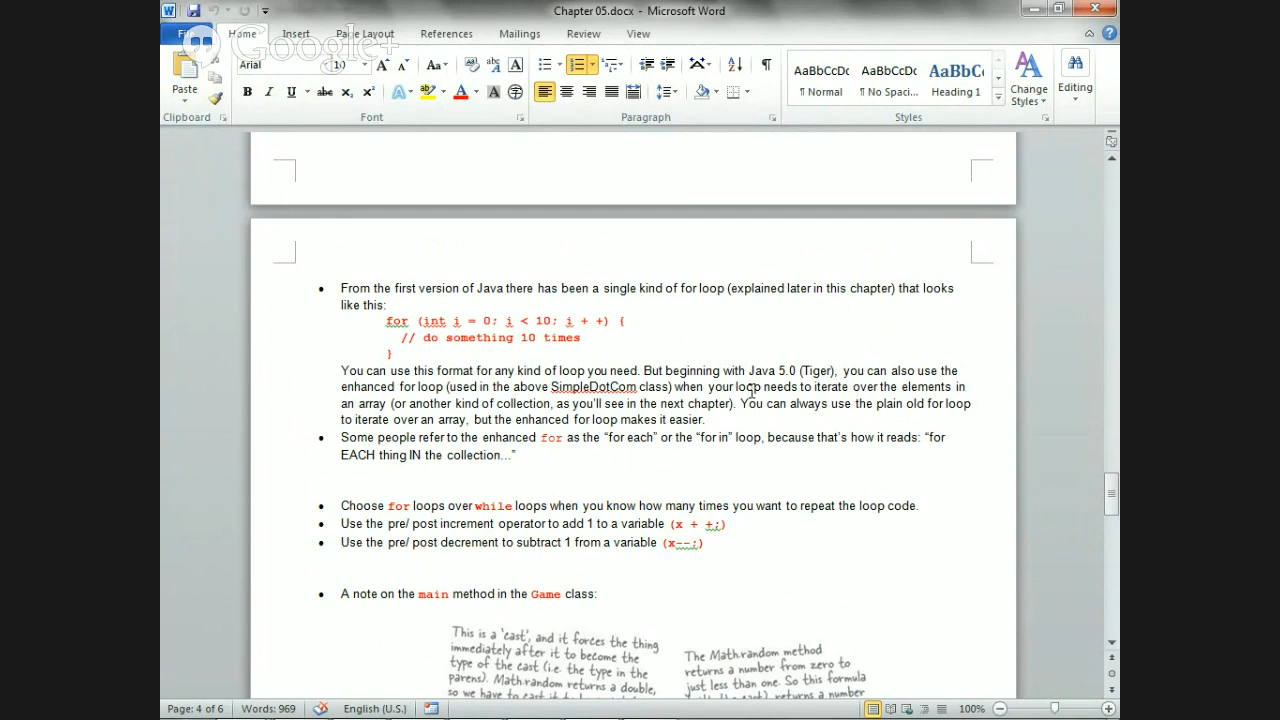 Chapter 05.docx - Microsoft Word
File Home Insert Page Layout References Mailings Review View
Google+
Arial 10
Paste
Clipboard Font Paragraph Styles
AaBbCcDc AaBbCcDc AaBbC
¶ Normal ¶ No Spaci... Heading 1
Change Styles
Editing
• From the first version of Java there has been a single kind of for loop (explained later in this chapter) that looks
like this:
for (int i = 0; i < 10; i + +) {
// do something 10 times
}
You can use this format for any kind of loop you need. But beginning with Java 5.0 (Tiger), you can also use the
enhanced for loop (used in the above SimpleDotCom class) when your loop needs to iterate over the elements in
an array (or another kind of collection, as you'll see in the next chapter). You can always use the plain old for loop
to iterate over an array, but the enhanced for loop makes it easier.
• Some people refer to the enhanced for as the “for each” or the “for in” loop, because that's how it reads: “for
EACH thing IN the collection...”
• Choose for loops over while loops when you know how many times you want to repeat the loop code.
• Use the pre/ post increment operator to add 1 to a variable (x + +;)
• Use the pre/ post decrement to subtract 1 from a variable (x--;)
• A note on the main method in the Game class:
This is a 'cast', and it forces the thing
immediately after it to become the
type of the cast (i.e. the type in the
parens). Math.random returns a double,
so we have to cast it to be
The Math.random method
returns a number from zero to
just less than one. So this formula
returns a number
Page: 4 of 6 Words: 969 English (U.S.) 100%